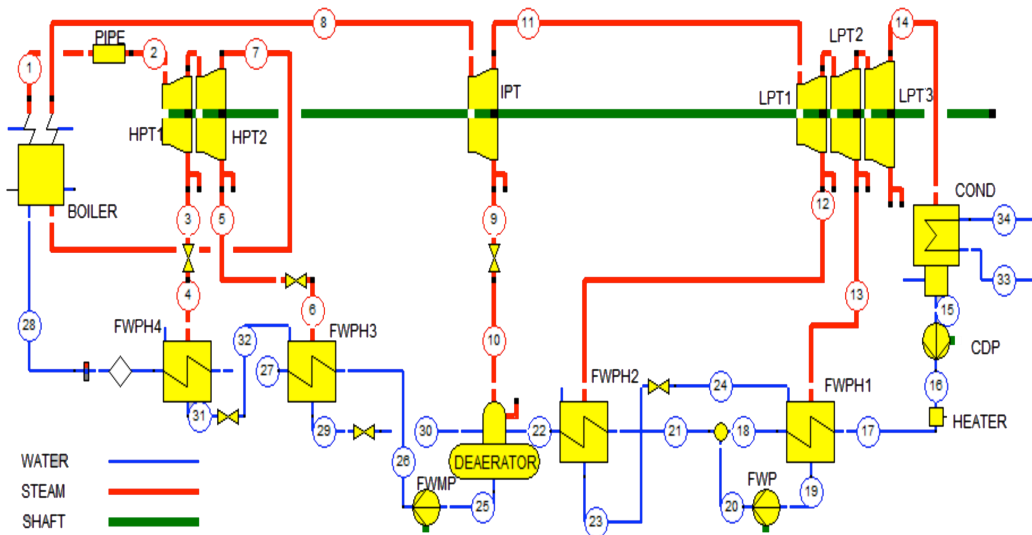 8
11
14
1
PIPE
2
7
LPT2
IPT
LPT1
LPT3
HPT1
HPT2
BOILER
3
5
9
12
COND
34
33
13
4
6
10
15
28
FWPH4
32
FWPH3
CDP
27
FWPH2
24
FWPH1
16
31
HEATER
29
30
22
21
18
17
26
DEAERATOR
WATER
FWMP
25
FWP
19
STEAM
23
20
SHAFT